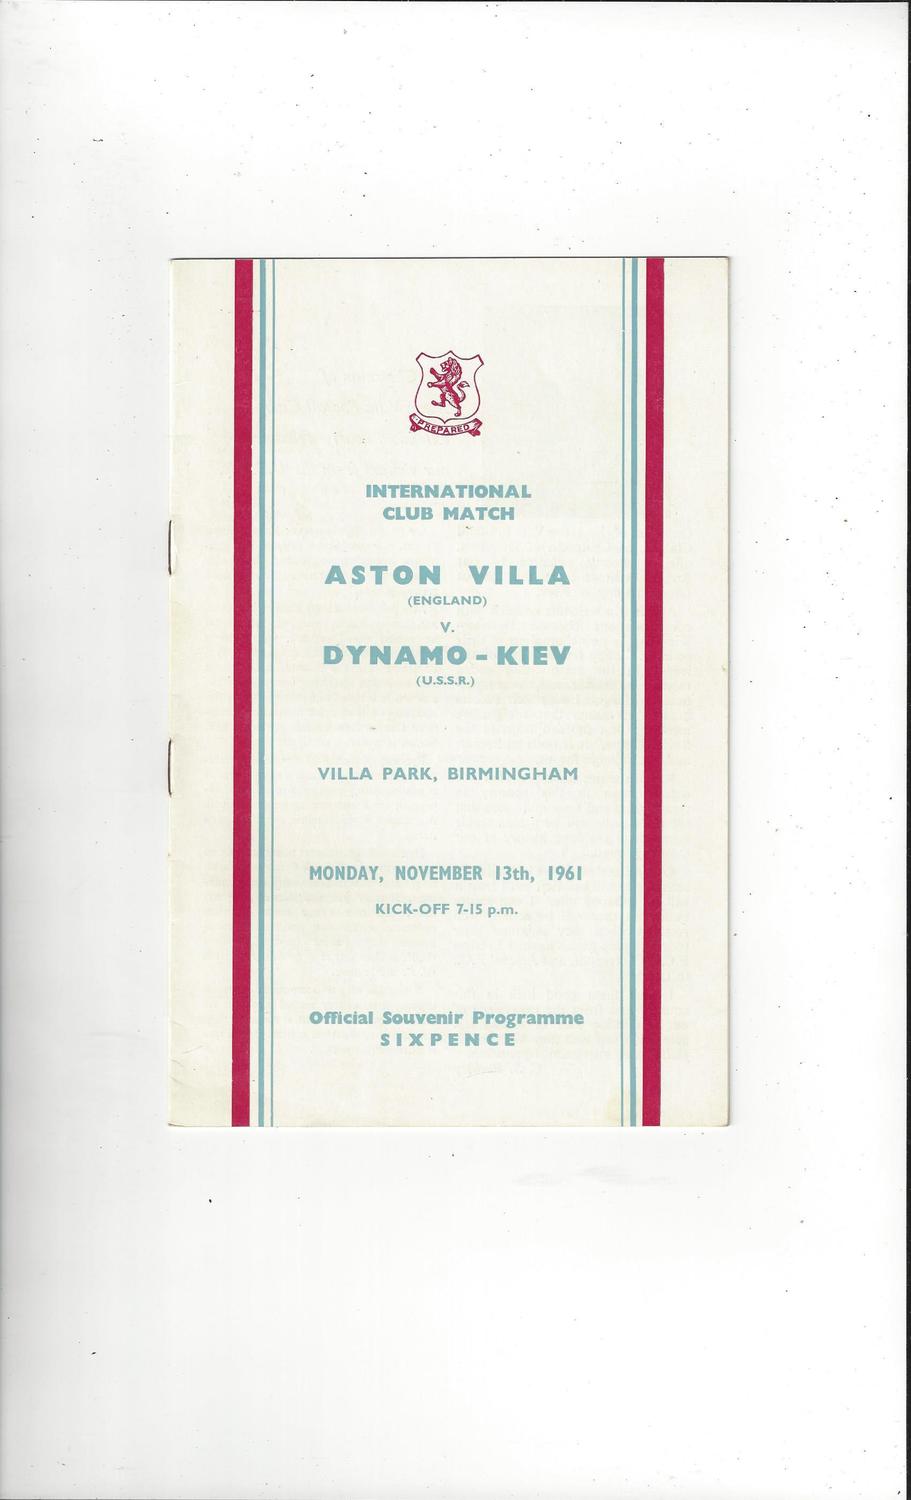 PREPARED
INTERNATIONAL
CLUB MATCH
ASTON VILLA
(ENGLAND)
V.
DYNAMO - KIEV
(U.S.S.R.)
VILLA PARK, BIRMINGHAM
MONDAY, NOVEMBER 13th, 1961
KICK-OFF 7-15 p.m.
Official Souvenir Programme
SIXPENCE